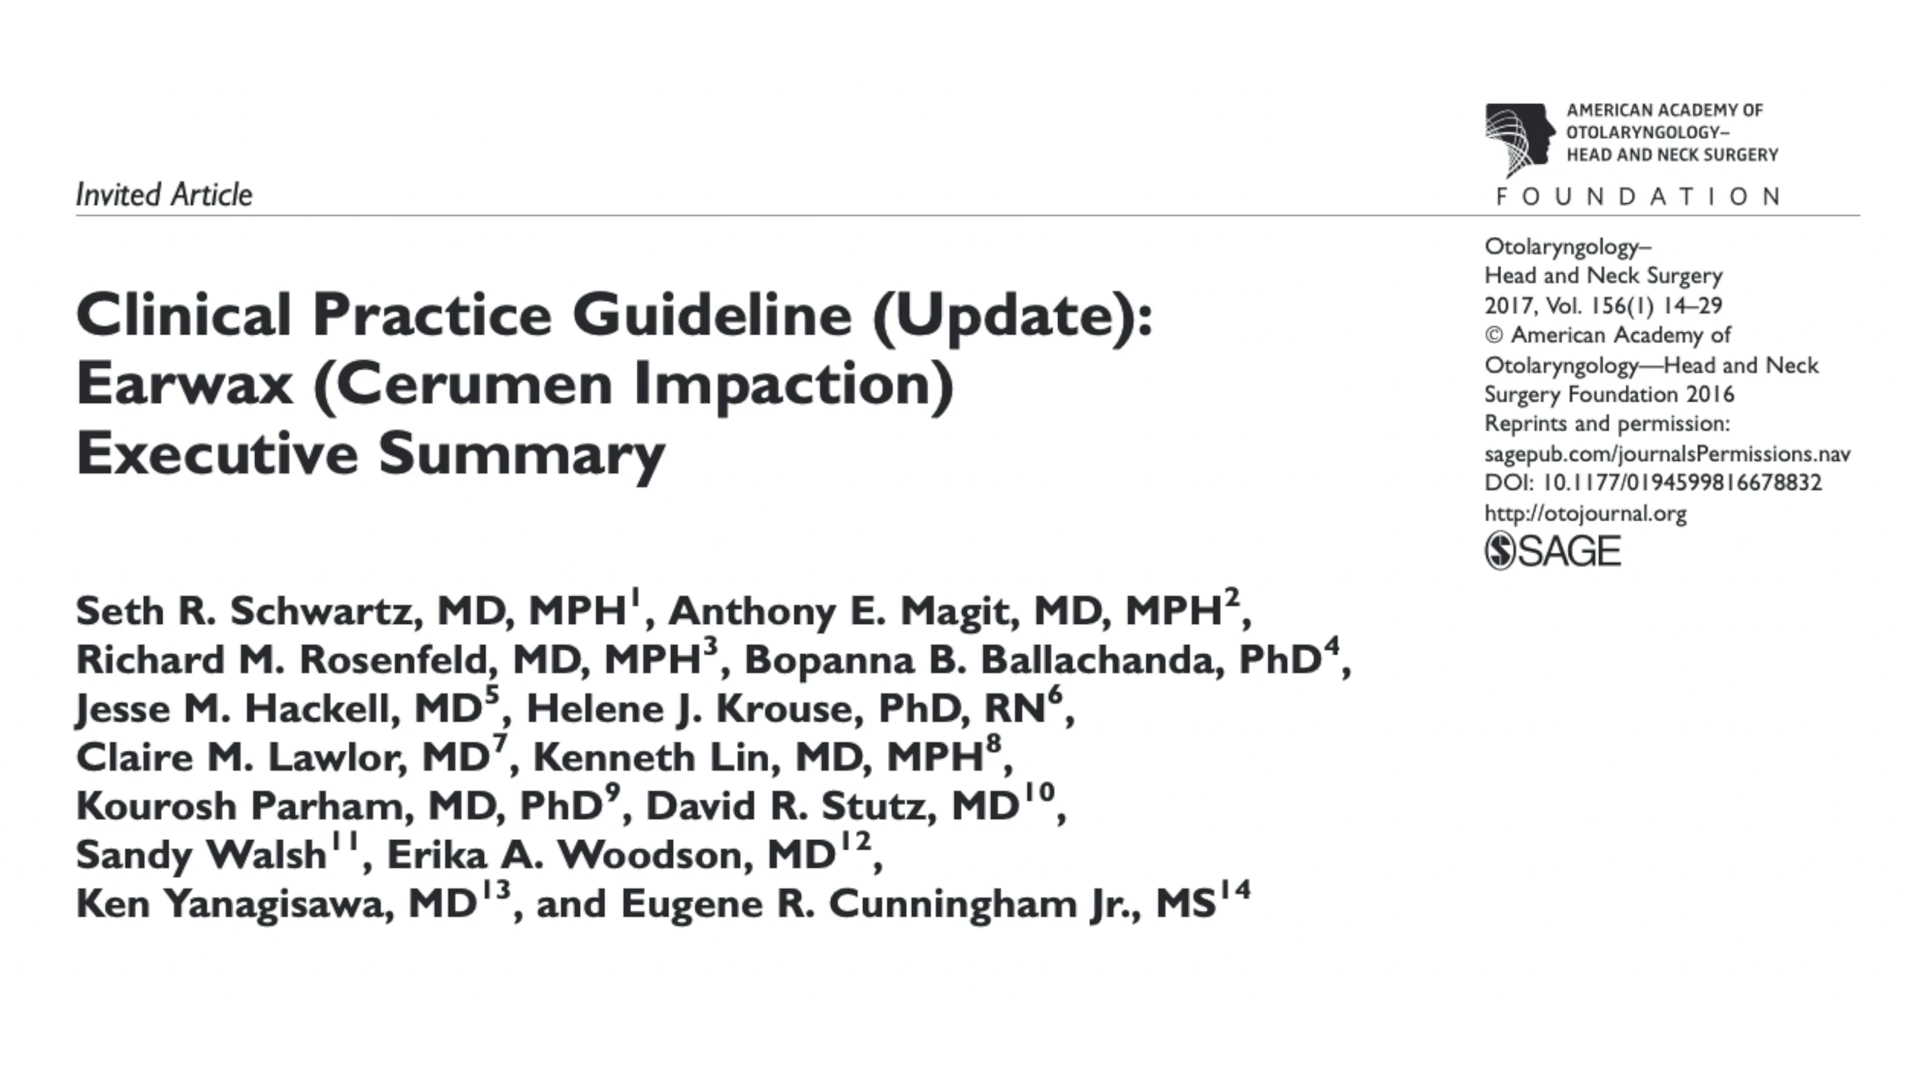 AMERICAN ACADEMY OF
OTOLARYNGOLOGY–
HEAD AND NECK SURGERY
FOUNDATION
Invited Article
Otolaryngology–
Head and Neck Surgery
2017, Vol. 156(1) 14–29
© American Academy of
Otolaryngology—Head and Neck
Surgery Foundation 2016
Reprints and permission:
sagepub.com/journalsPermissions.nav
DOI: 10.1177/0194599816678832
http://otojournal.org
SAGE
Clinical Practice Guideline (Update):
Earwax (Cerumen Impaction)
Executive Summary
Seth R. Schwartz, MD, MPH¹, Anthony E. Magit, MD, MPH²,
Richard M. Rosenfeld, MD, MPH³, Bopanna B. Ballachanda, PhD⁴,
Jesse M. Hackell, MD⁵, Helene J. Krouse, PhD, RN⁶,
Claire M. Lawlor, MD⁷, Kenneth Lin, MD, MPH⁸,
Kourosh Parham, MD, PhD⁹, David R. Stutz, MD¹⁰,
Sandy Walsh¹¹, Erika A. Woodson, MD¹²,
Ken Yanagisawa, MD¹³, and Eugene R. Cunningham Jr., MS¹⁴